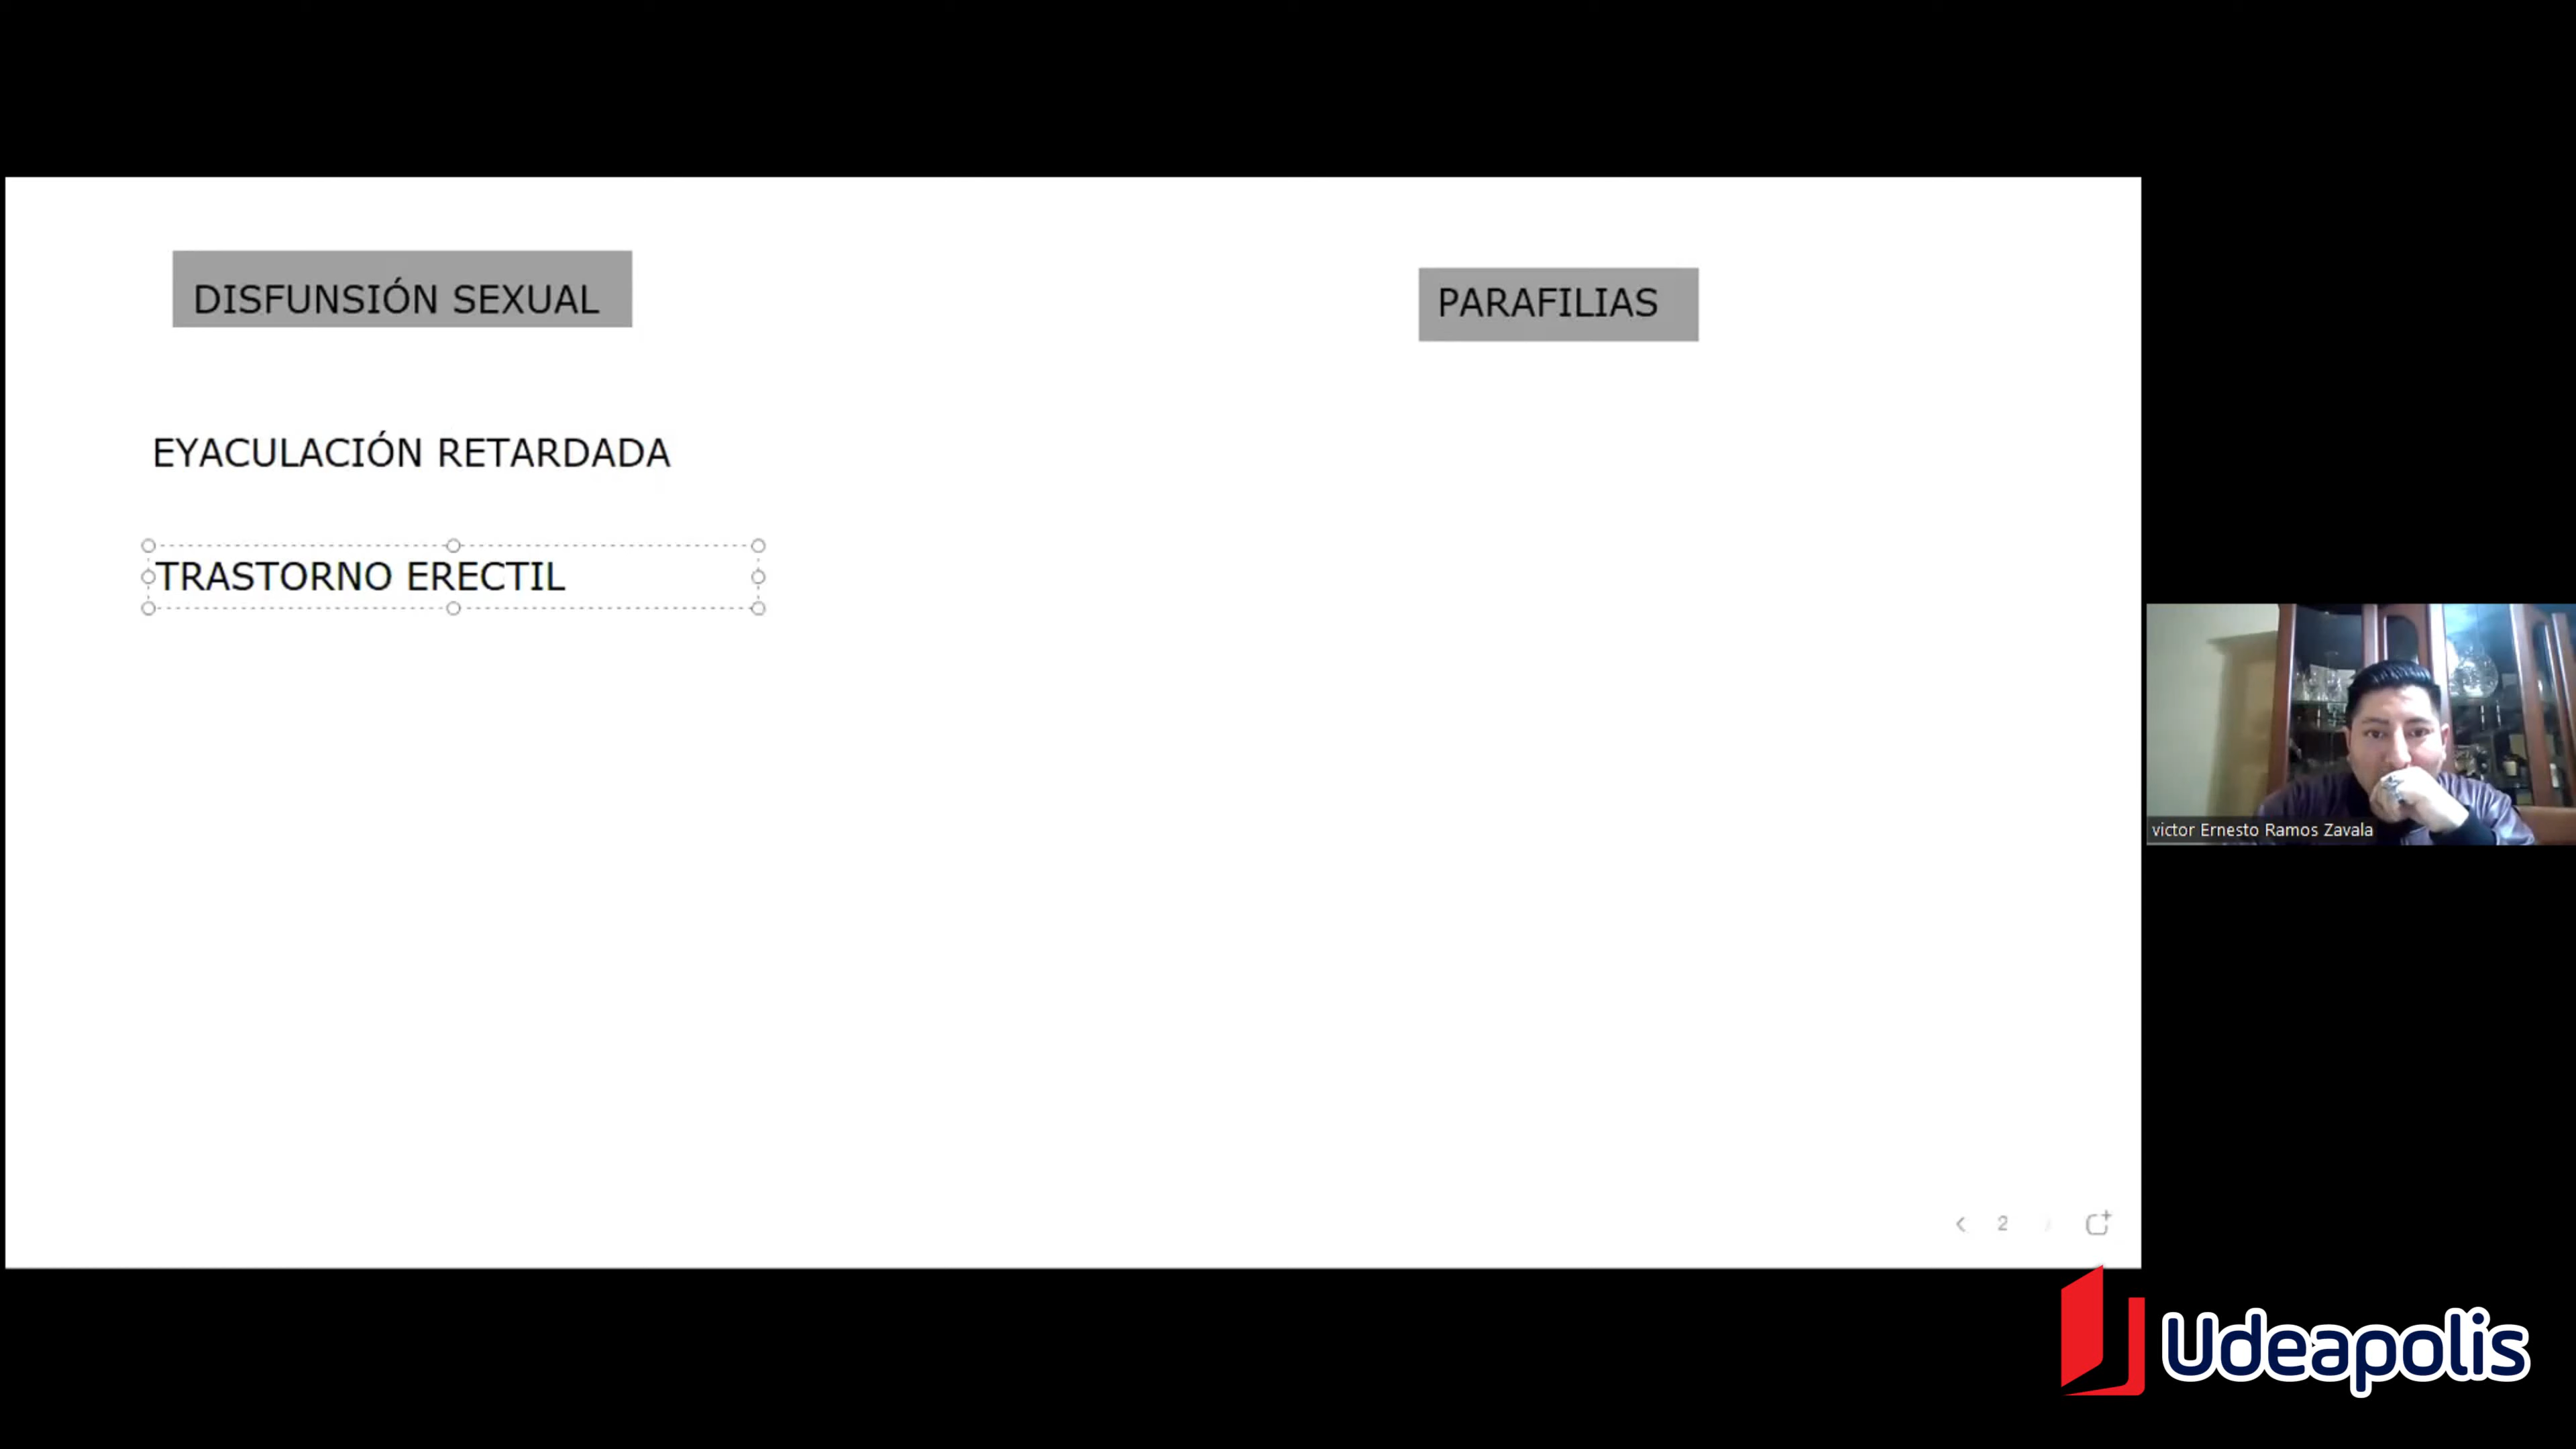 DISFUNSIÓN SEXUAL
PARAFILIAS
EYACULACIÓN RETARDADA
TRASTORNO ERECTIL
victor Ernesto Ramos Zavala
2
Udeapolis